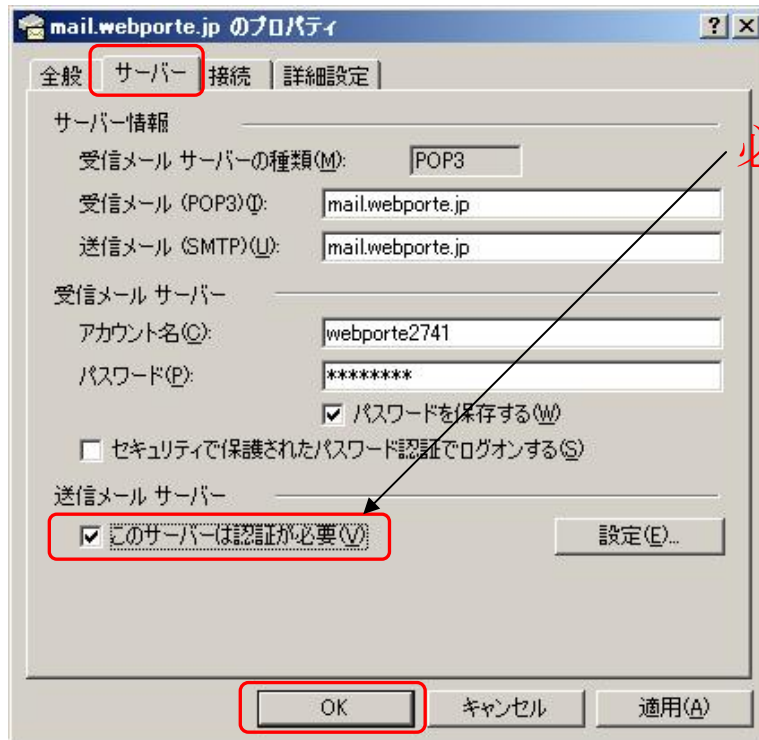 mail.webporte.jp のプロパティ
全般 サーバー 接続 詳細設定
サーバー情報
受信メール サーバーの種類(M): POP3
受信メール (POP3)(I): mail.webporte.jp
送信メール (SMTP)(U): mail.webporte.jp
受信メール サーバー
アカウント名(C): webporte2741
パスワード(P): ********
パスワードを保存する(W)
セキュリティで保護されたパスワード認証でログオンする(S)
送信メール サーバー
このサーバーは認証が必要(V) 設定(E)...
OK キャンセル 適用(A)